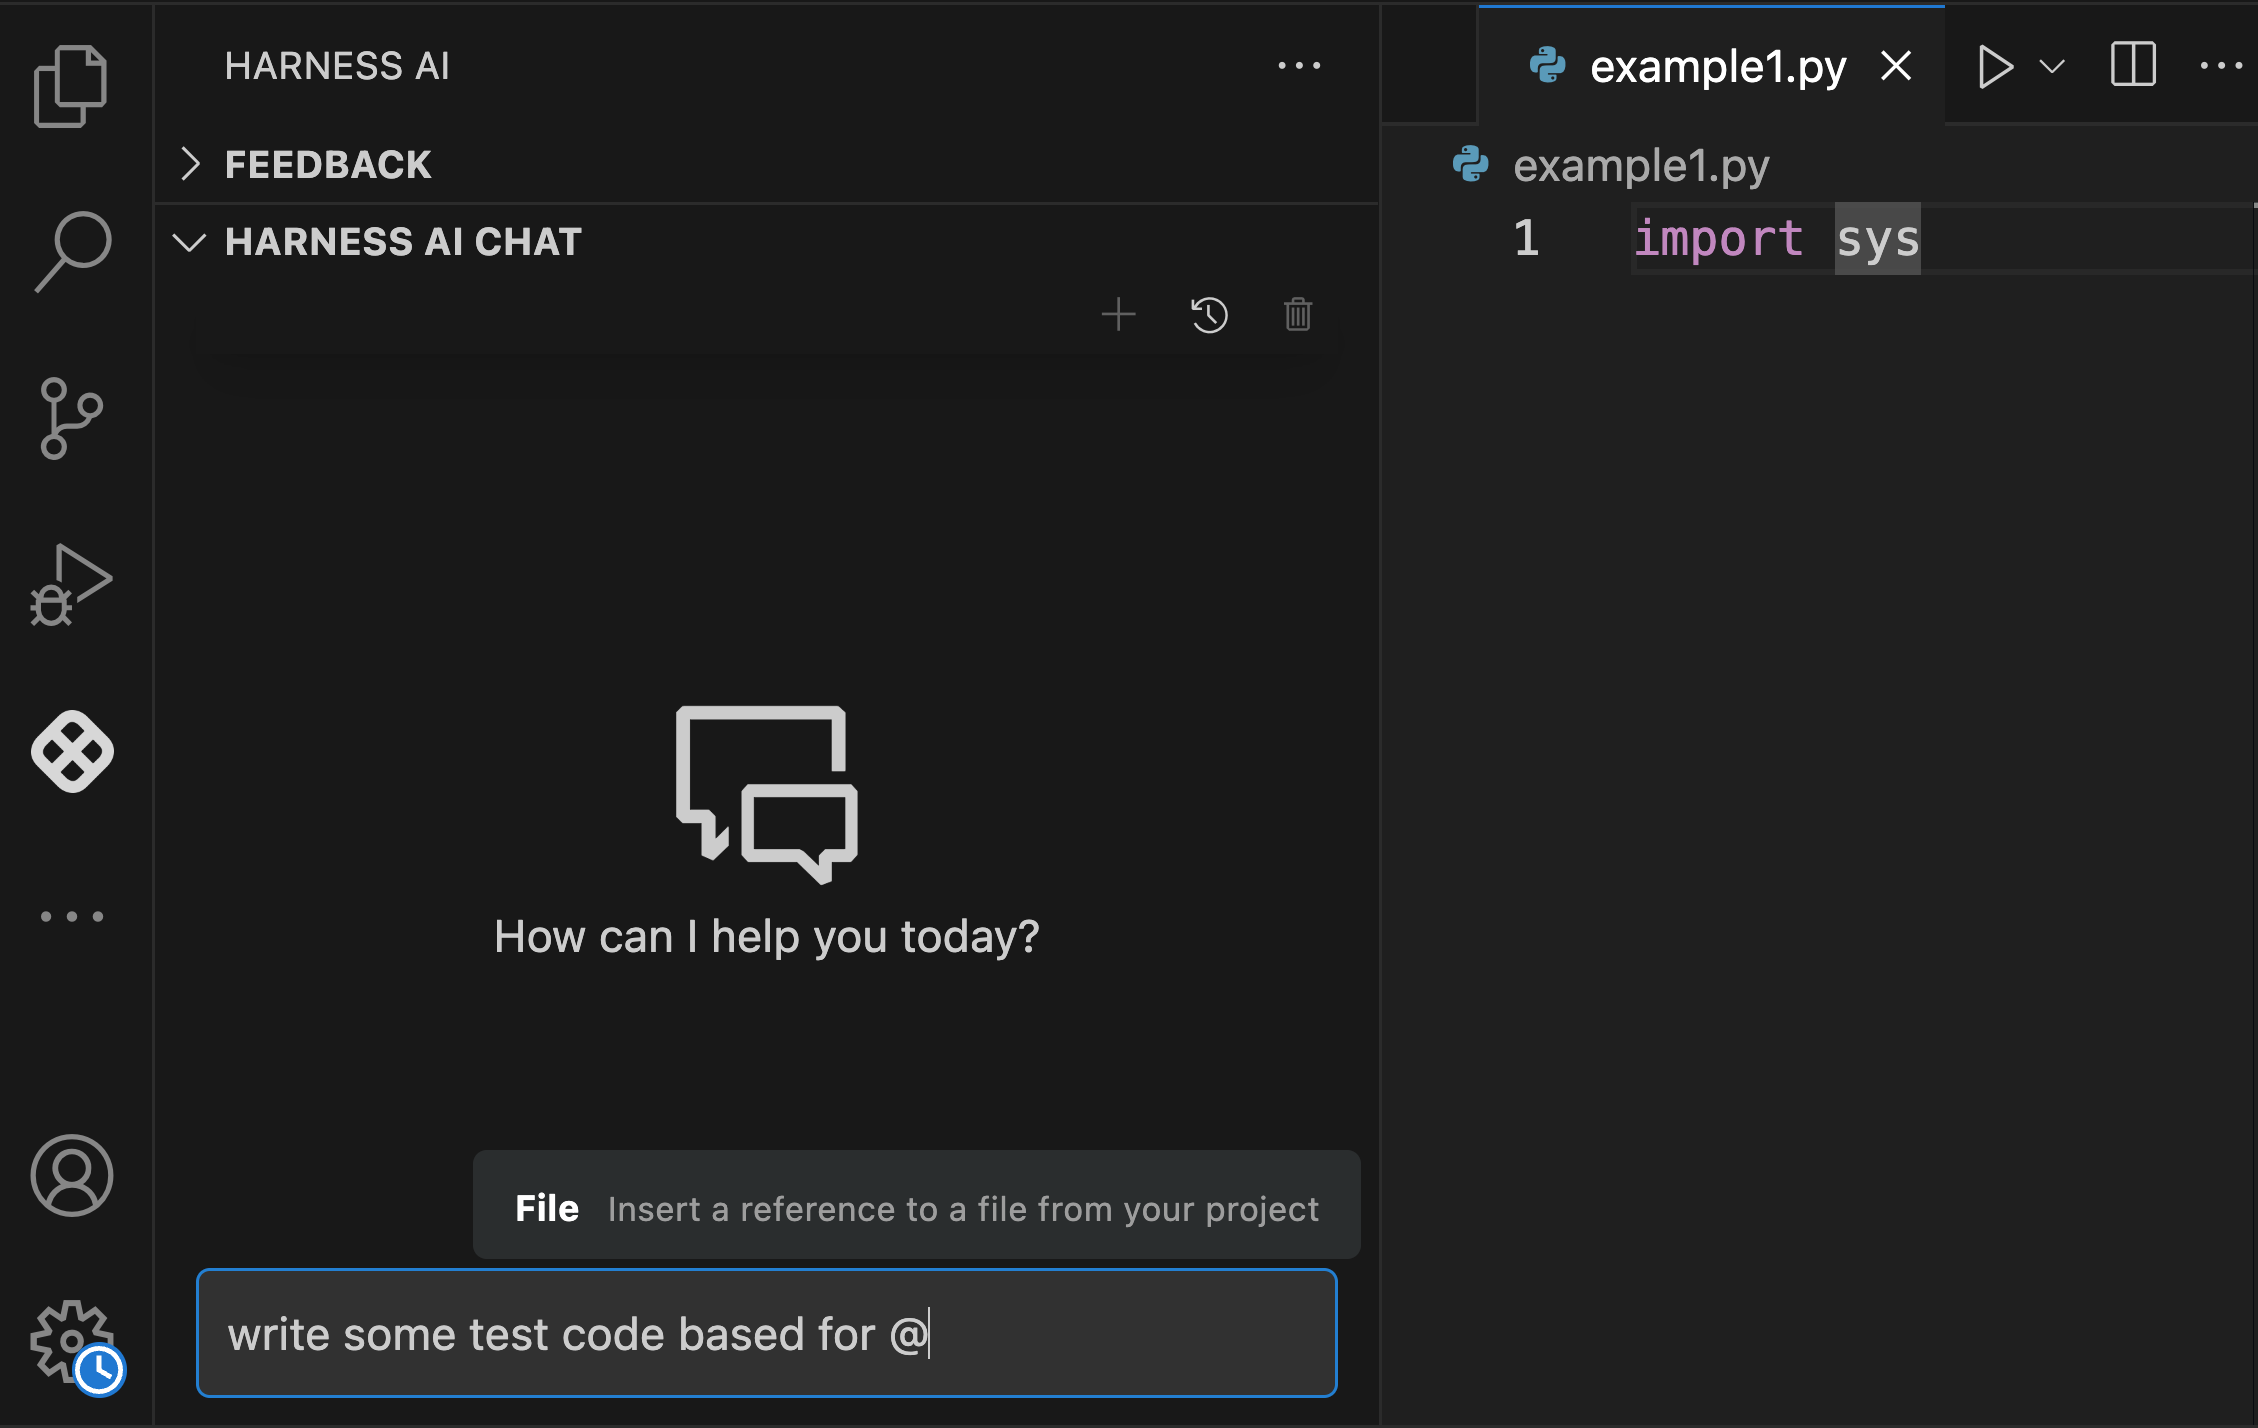 HARNESS AI
FEEDBACK
HARNESS AI CHAT
How can I help you today?
File Insert a reference to a file from your project
write some test code based for @
example1.py
example1.py
1 import sys